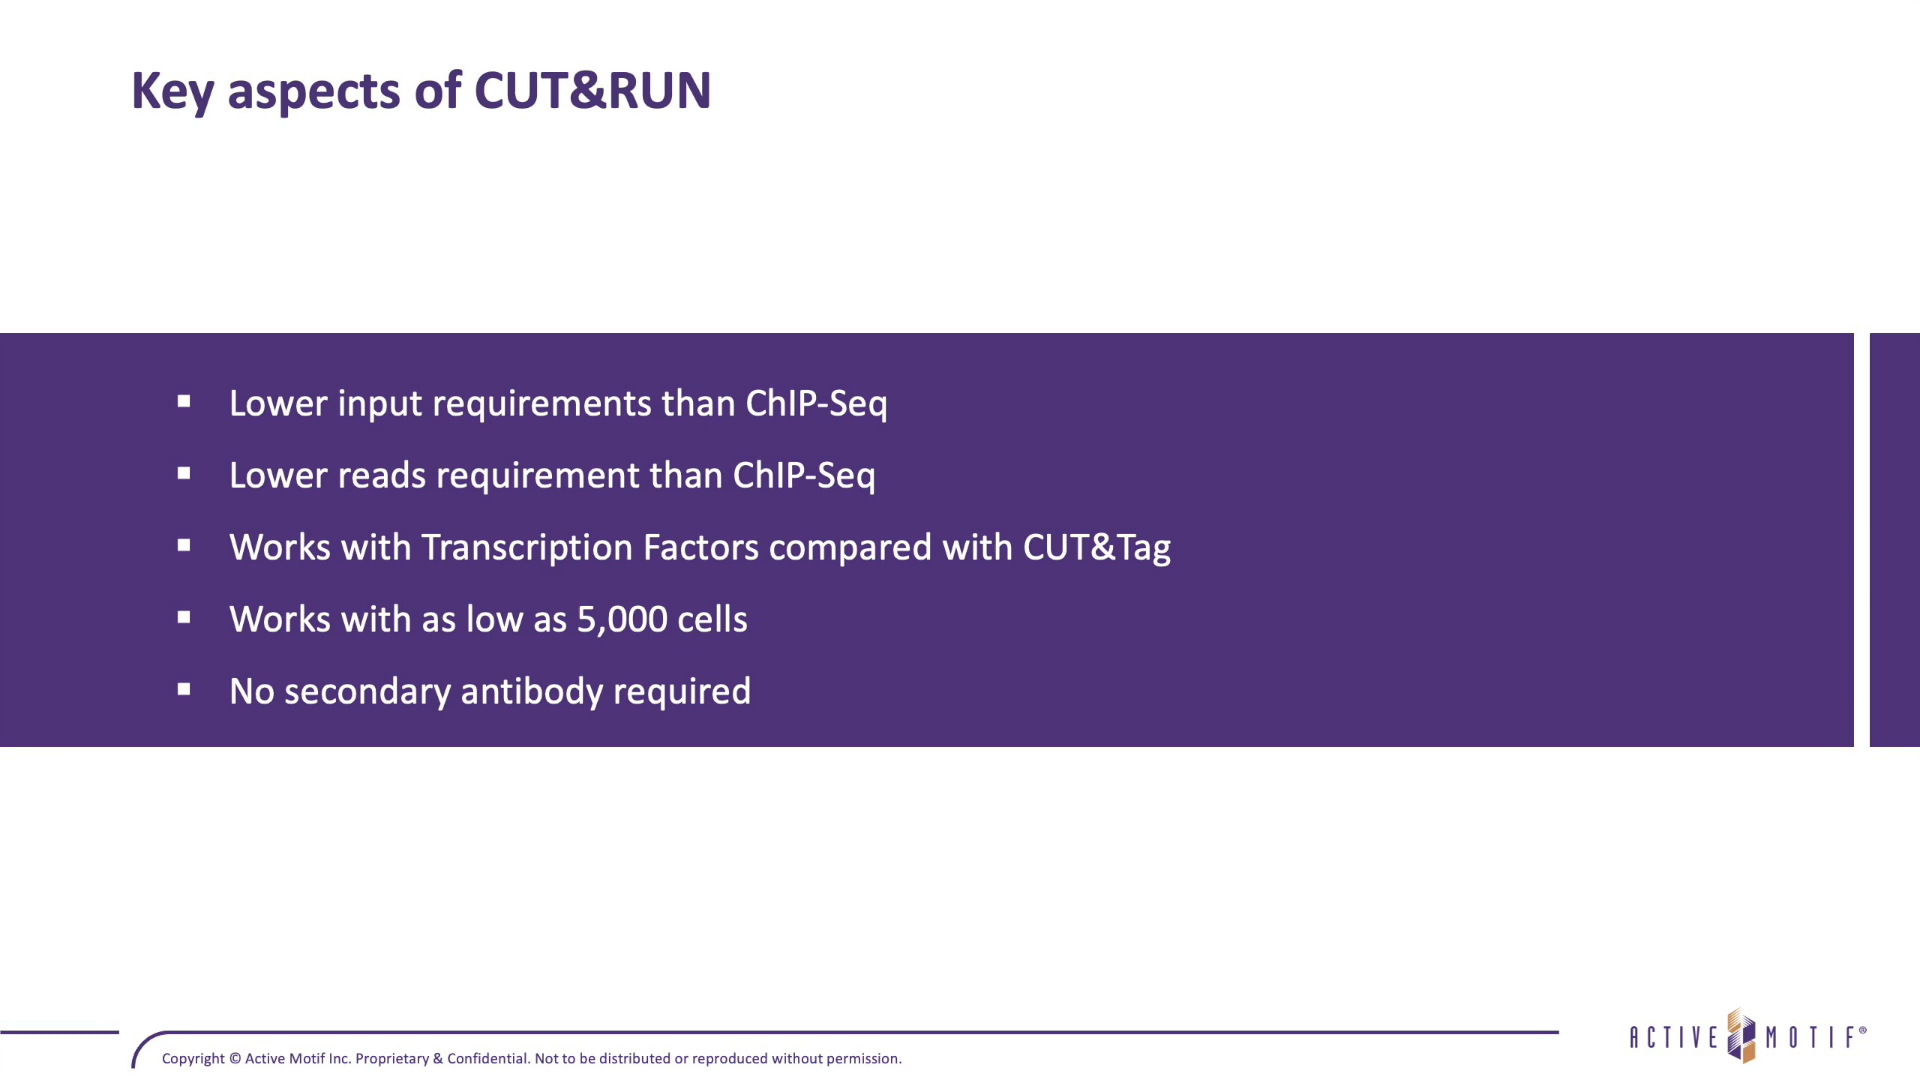 Key aspects of CUT&RUN
▪ Lower input requirements than ChIP-Seq
▪ Lower reads requirement than ChIP-Seq
▪ Works with Transcription Factors compared with CUT&Tag
▪ Works with as low as 5,000 cells
▪ No secondary antibody required
Copyright © Active Motif Inc. Proprietary & Confidential. Not to be distributed or reproduced without permission.
ACTIVE MOTIF®